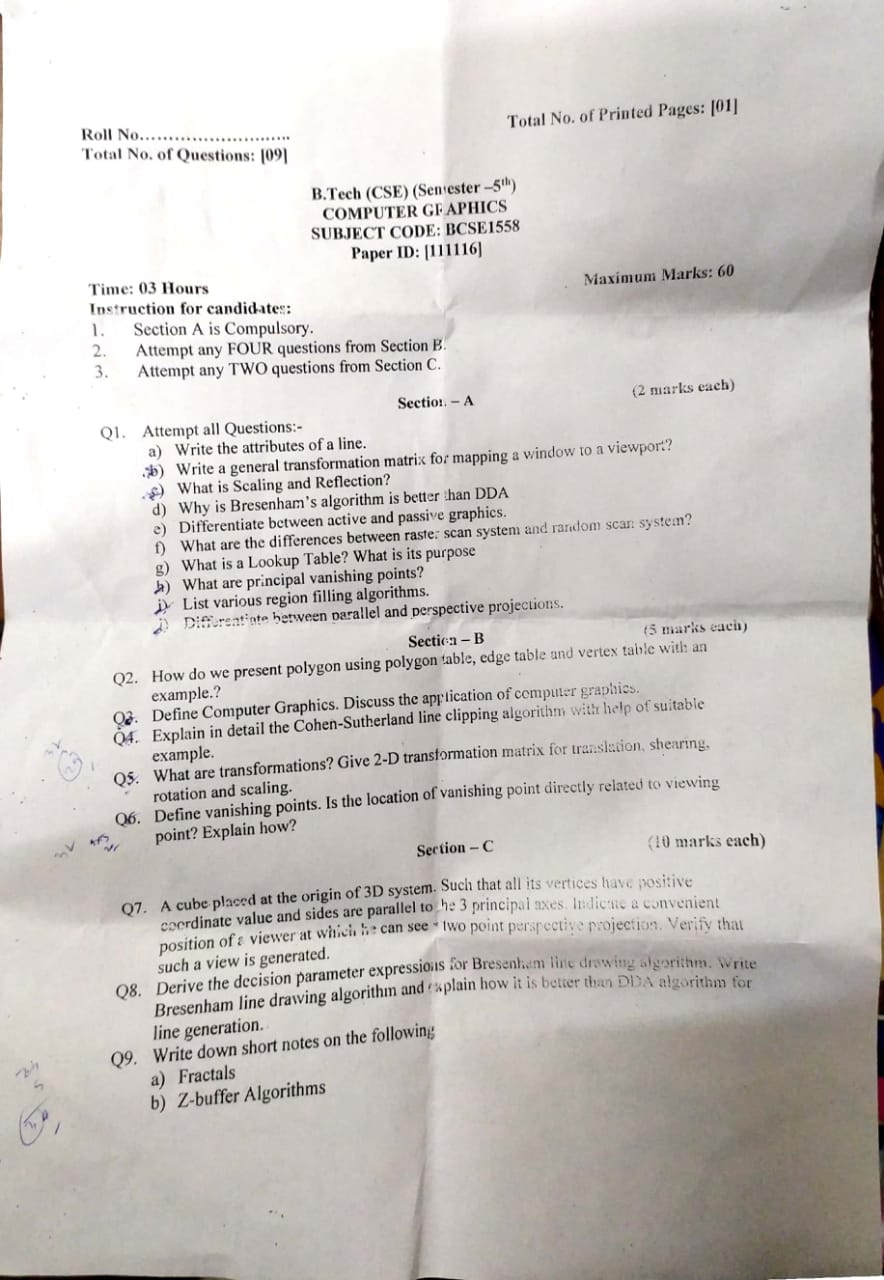 Total No. of Printed Pages: [01]
Roll No...........................
Total No. of Questions: [09]
B.Tech (CSE) (Semester –5th)
COMPUTER GRAPHICS
SUBJECT CODE: BCSE1558
Paper ID: [111116]
Time: 03 Hours
Maximum Marks: 60
Instruction for candidates:
1. Section A is Compulsory.
2. Attempt any FOUR questions from Section B.
3. Attempt any TWO questions from Section C.
Section – A
(2 marks each)
Q1. Attempt all Questions:-
a) Write the attributes of a line.
b) Write a general transformation matrix for mapping a window to a viewport?
c) What is Scaling and Reflection?
d) Why is Bresenham's algorithm is better than DDA
e) Differentiate between active and passive graphics.
f) What are the differences between raster scan system and random scan system?
g) What is a Lookup Table? What is its purpose
h) What are principal vanishing points?
i) List various region filling algorithms.
j) Differentiate between parallel and perspective projections.
Section – B
(5 marks each)
Q2. How do we present polygon using polygon table, edge table and vertex table with an
example.?
Q3. Define Computer Graphics. Discuss the application of computer graphics.
Q4. Explain in detail the Cohen-Sutherland line clipping algorithm with help of suitable
example.
Q5. What are transformations? Give 2-D transformation matrix for translation, shearing,
rotation and scaling.
Q6. Define vanishing points. Is the location of vanishing point directly related to viewing
point? Explain how?
Section – C
(10 marks each)
Q7. A cube placed at the origin of 3D system. Such that all its vertices have positive
coordinate value and sides are parallel to the 3 principal axes. Indicate a convenient
position of a viewer at which he can see a two point perspective projection. Verify that
such a view is generated.
Q8. Derive the decision parameter expressions for Bresenham line drawing algorithm. Write
Bresenham line drawing algorithm and explain how it is better than DDA algorithm for
line generation.
Q9. Write down short notes on the following
a) Fractals
b) Z-buffer Algorithms